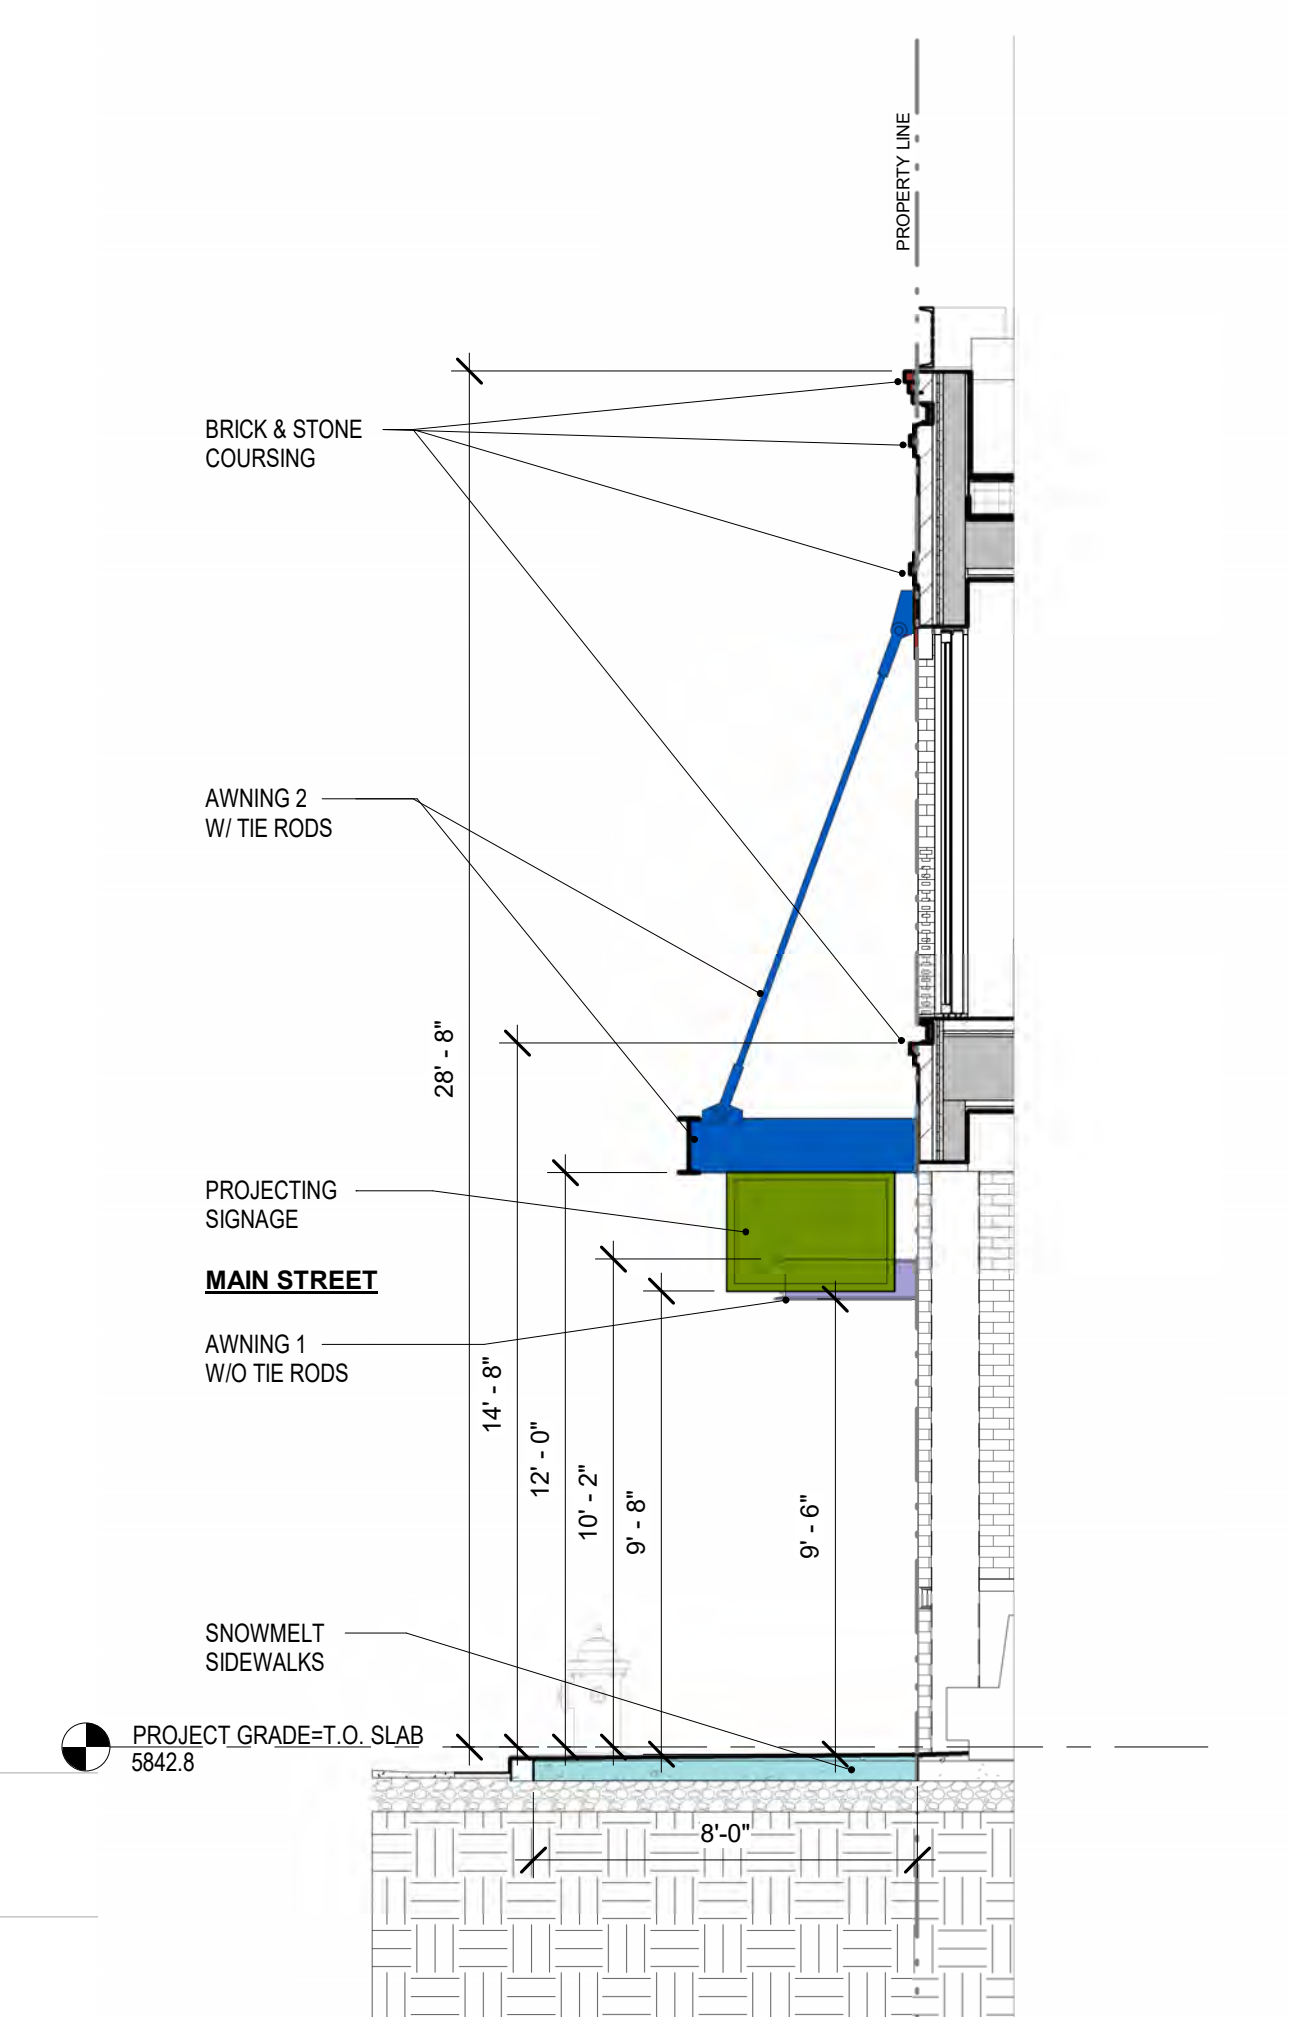 PROPERTY LINE
BRICK & STONE
COURSING
AWNING 2
W/ TIE RODS
28' - 8"
PROJECTING
SIGNAGE
MAIN STREET
AWNING 1
W/O TIE RODS
14' - 8"
12' - 0"
10' - 2"
9' - 8"
9' - 6"
SNOWMELT
SIDEWALKS
PROJECT GRADE=T.O. SLAB
5842.8
8'-0"